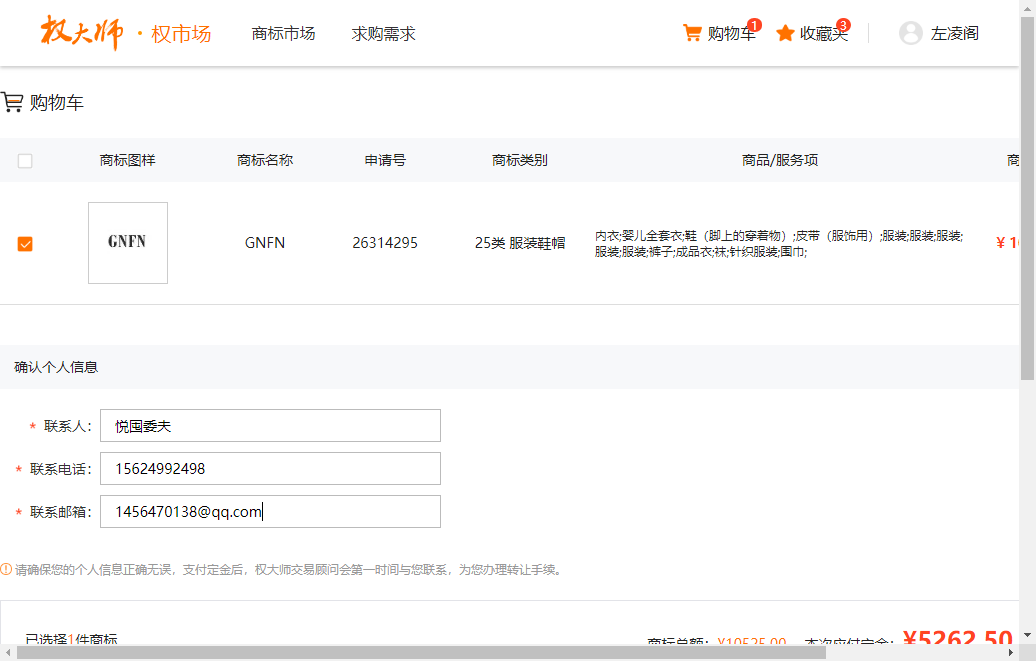 权大师 · 权市场 商标市场 求购需求 购物车 1 收藏夹 3 左凌阁
购物车
商标图样 商标名称 申请号 商标类别 商品/服务项 商
GNFN GNFN 26314295 25类 服装鞋帽 内衣;婴儿全套衣;鞋（脚上的穿着物）;皮带（服饰用）;服装;服装;服装; ¥ 1
服装;服装;裤子;成品衣;袜;针织服装;围巾;
确认个人信息
* 联系人: 悦囤委夫
* 联系电话: 15624992498
* 联系邮箱: 1456470138@qq.com
请确保您的个人信息正确无误，支付定金后，权大师交易顾问会第一时间与您联系，为您办理转让手续。
已选择1件商标 商标总额: ¥10525.00 本次应付定金: ¥5262.50